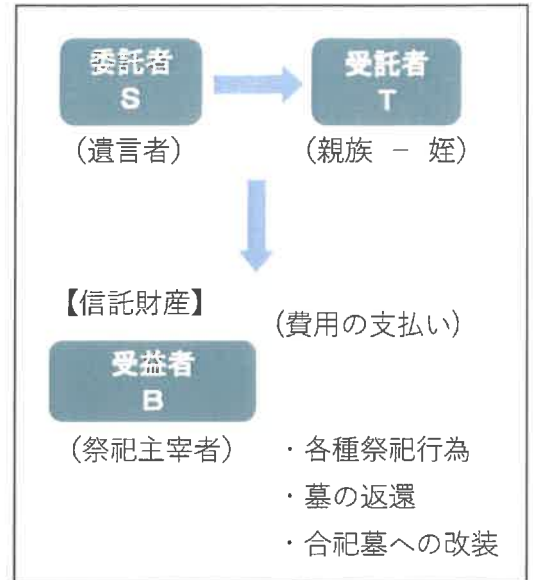 委託者
S
受託者
T
(遺言者)
(親族 − 姪)
【信託財産】
(費用の支払い)
受益者
B
(祭祀主宰者)
・各種祭祀行為
・墓の返還
・合祀墓への改装